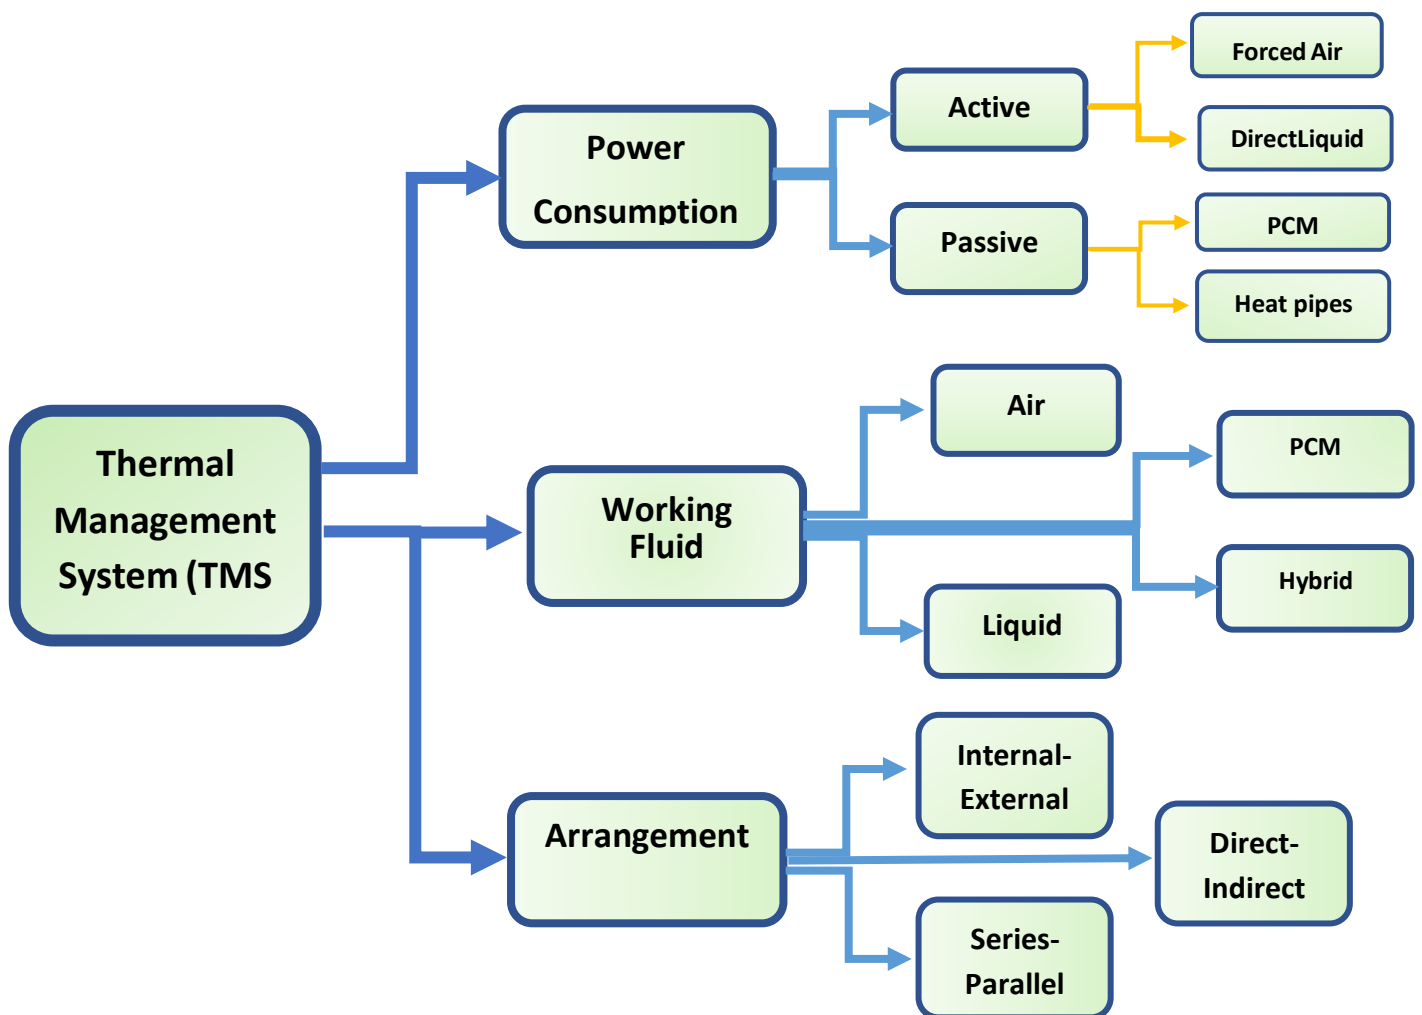 Thermal
Management
System (TMS
Power
Consumption
Active
Forced Air
DirectLiquid
Passive
PCM
Heat pipes
Working
Fluid
Air
PCM
Hybrid
Liquid
Arrangement
Internal-
External
Direct-
Indirect
Series-
Parallel